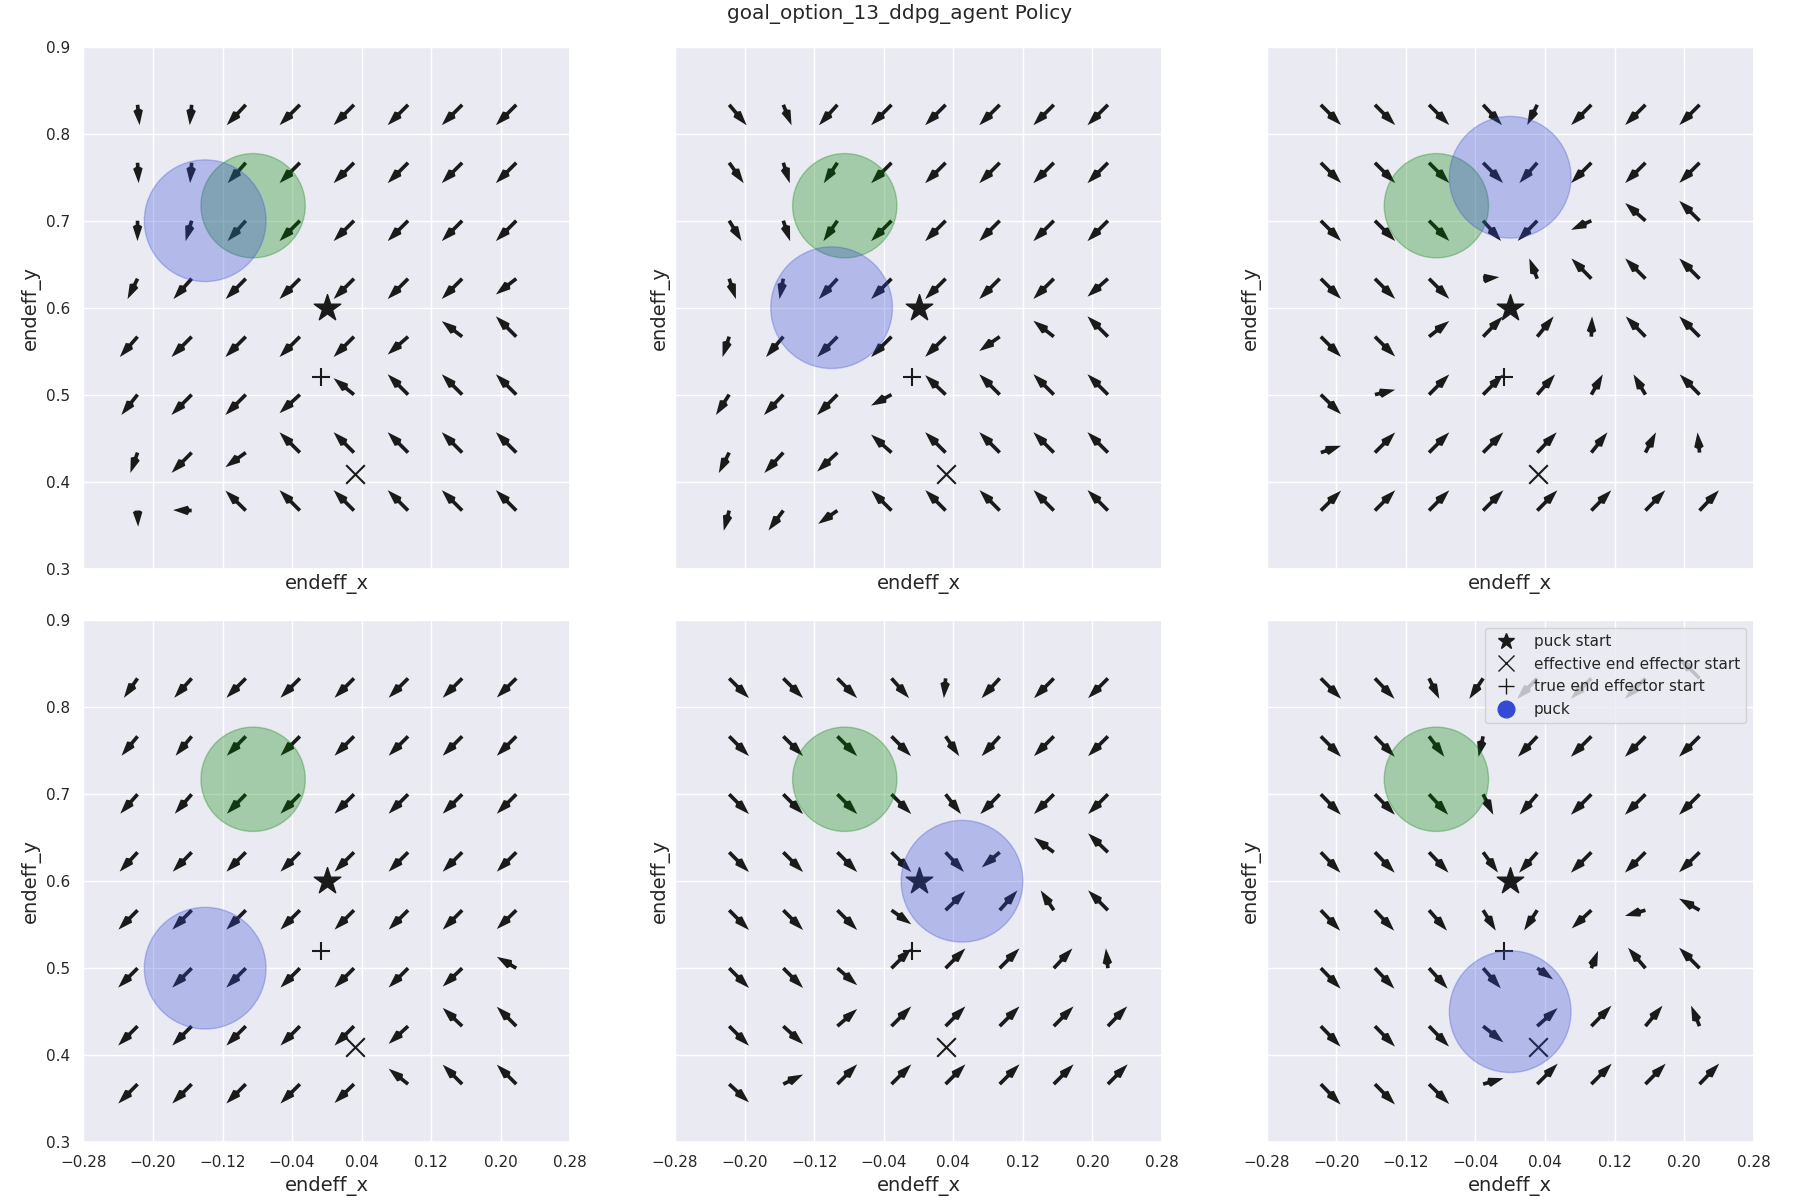 goal_option_13_ddpg_agent Policy
0.9
0.8
0.7
0.6
0.5
0.4
0.3
endeff_y
endeff_x
endeff_y
endeff_x
endeff_y
endeff_x
0.9
0.8
0.7
0.6
0.5
0.4
0.3
endeff_y
−0.28 −0.20 −0.12 −0.04 0.04 0.12 0.20 0.28
endeff_x
endeff_y
−0.28 −0.20 −0.12 −0.04 0.04 0.12 0.20 0.28
endeff_x
puck start
effective end effector start
true end effector start
puck
endeff_y
−0.28 −0.20 −0.12 −0.04 0.04 0.12 0.20 0.28
endeff_x